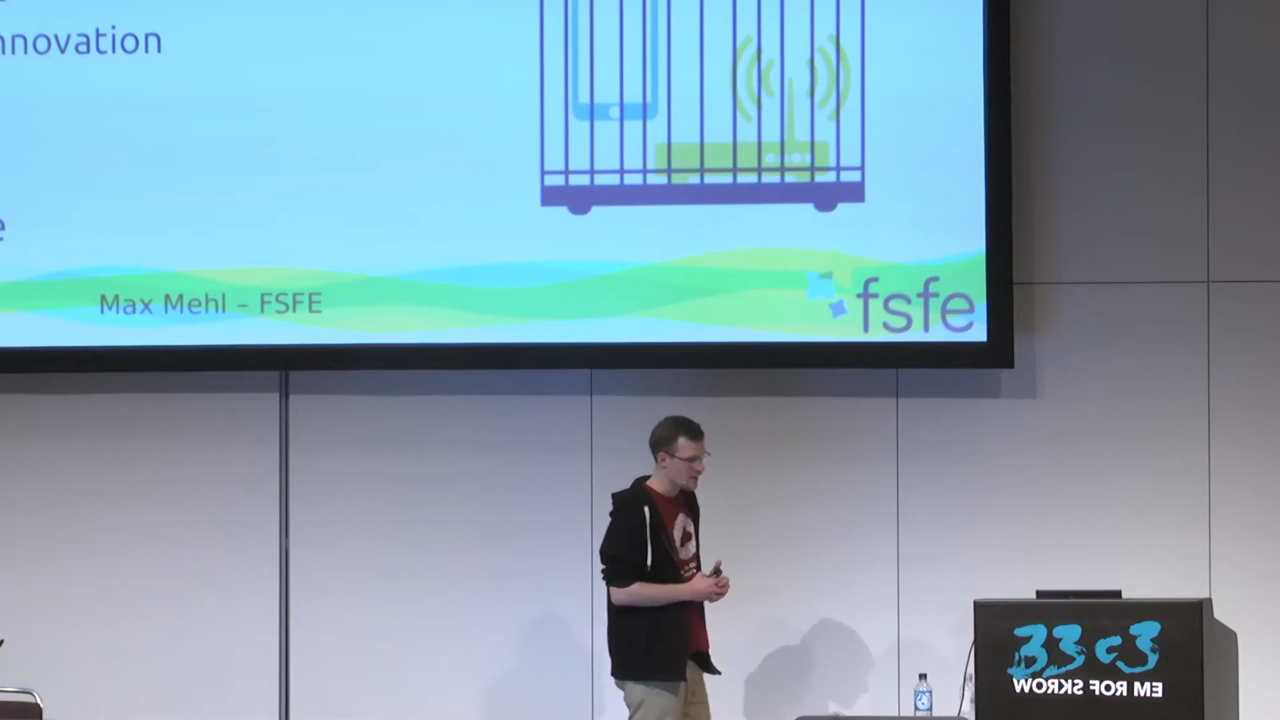 nnovation
e
Max Mehl – FSFE
fsfe
33c3
WORKS FOR ME